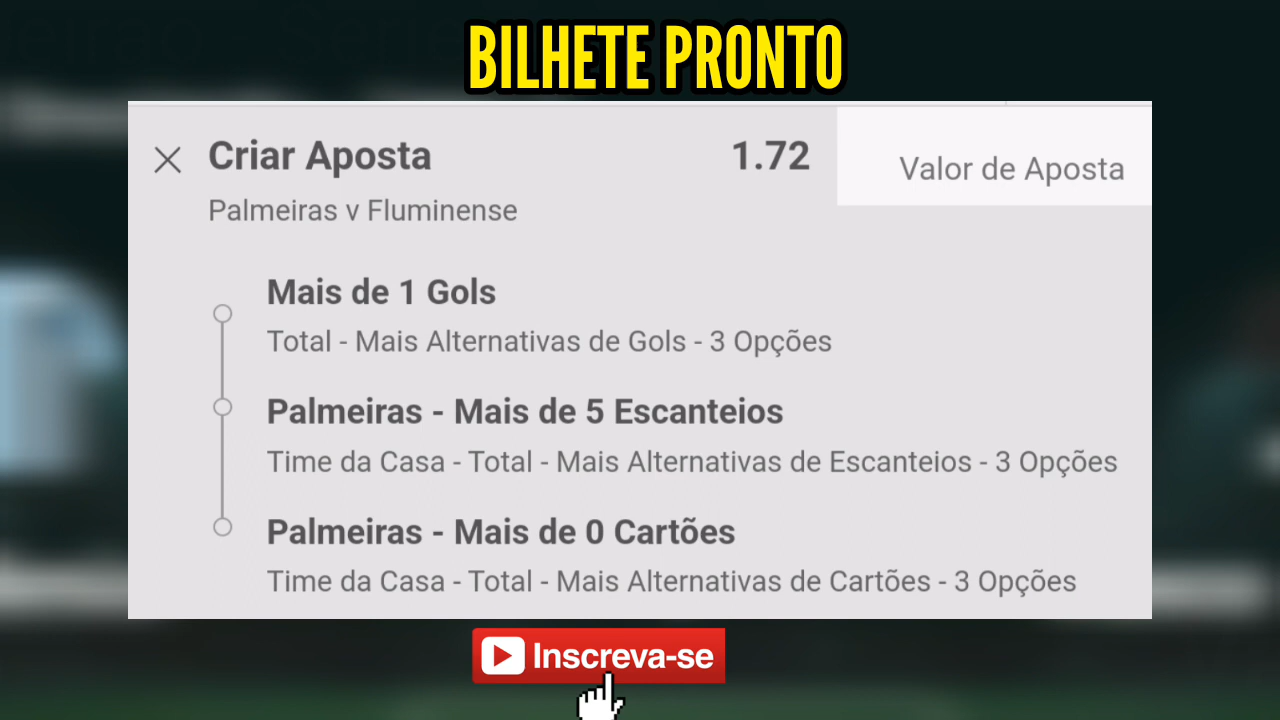 BILHETE PRONTO
Criar Aposta 1.72 Valor de Aposta
Palmeiras v Fluminense
Mais de 1 Gols
Total - Mais Alternativas de Gols - 3 Opções
Palmeiras - Mais de 5 Escanteios
Time da Casa - Total - Mais Alternativas de Escanteios - 3 Opções
Palmeiras - Mais de 0 Cartões
Time da Casa - Total - Mais Alternativas de Cartões - 3 Opções
Inscreva-se